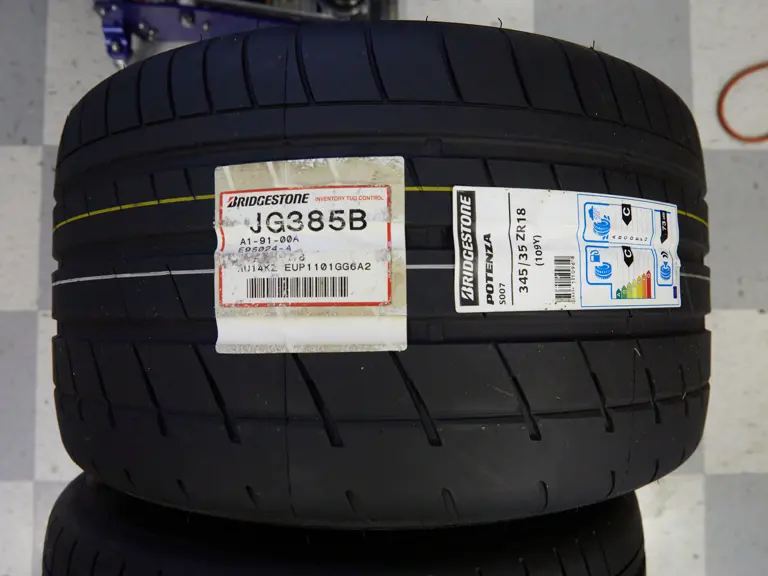 BRIDGESTONE INVENTORY TAG CONTROL
JG385B
A1-91-00A
EUP1101GG6A2
BRIDGESTONE
POTENZA
S007
345/35 ZR18
(109Y)
C
C